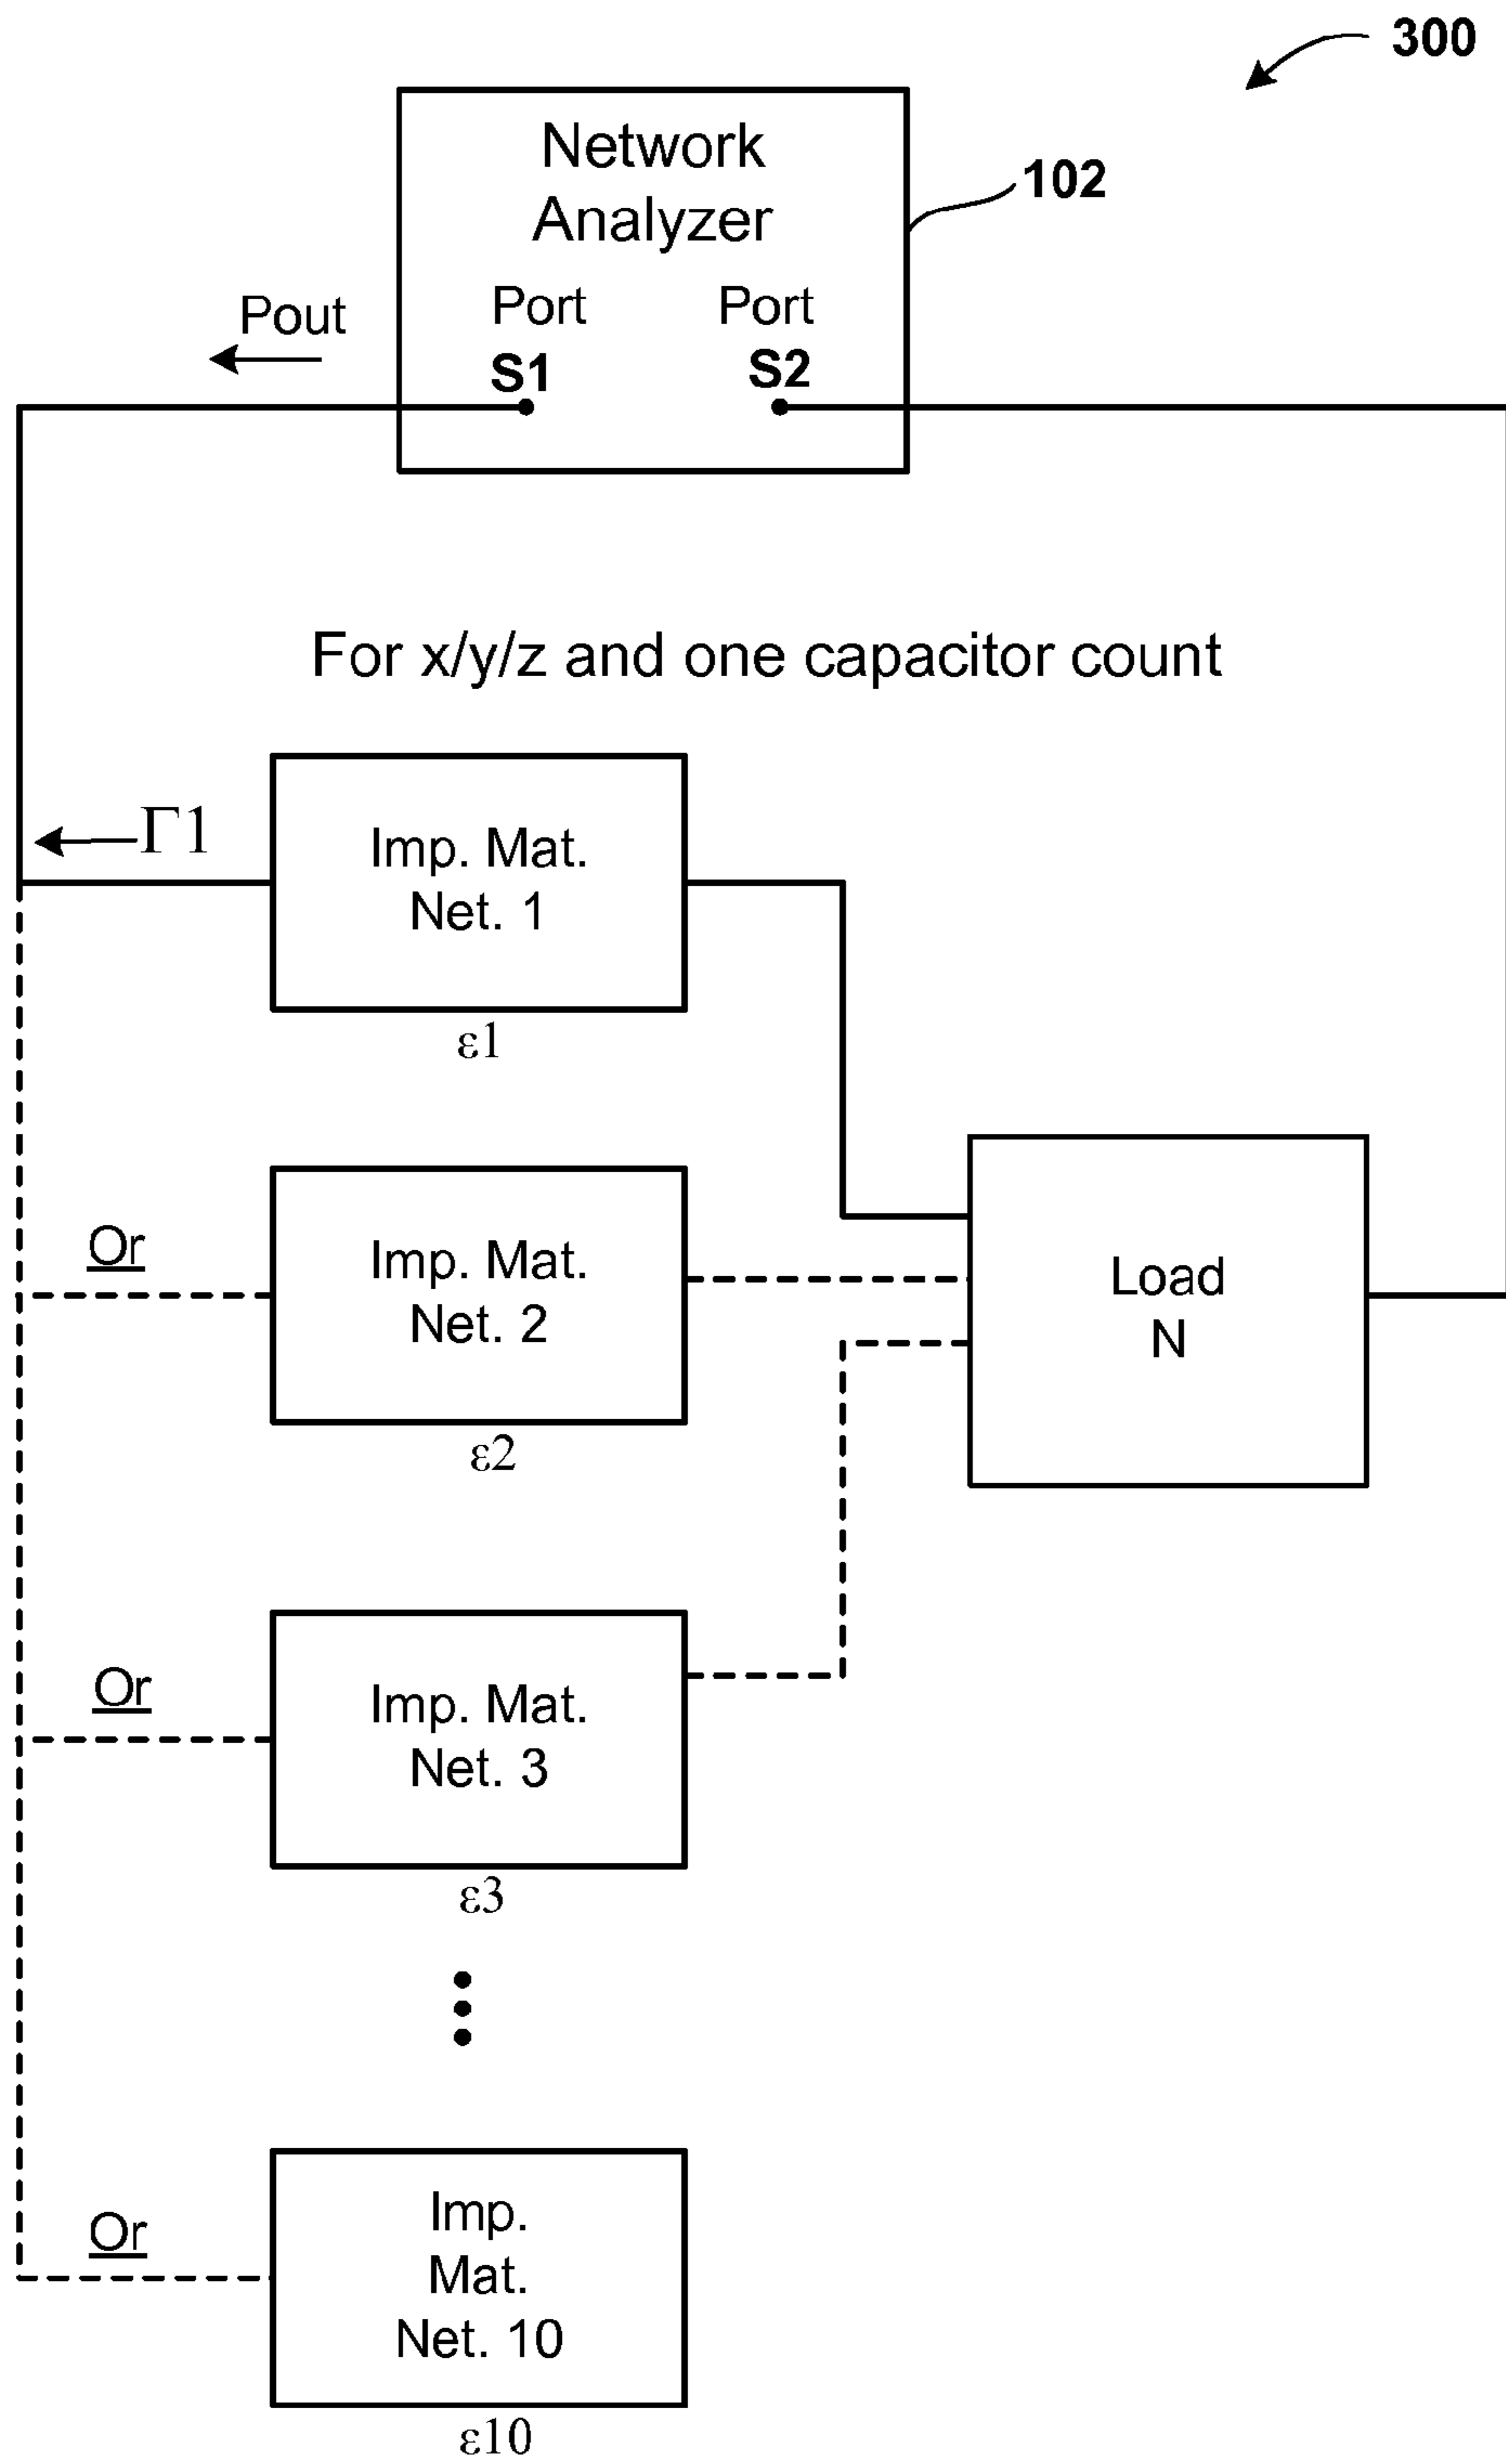 300
Network
Analyzer
102
Port Port
S1 S2
Pout
For x/y/z and one capacitor count
Γ1
Imp. Mat.
Net. 1
ε1
Or
Imp. Mat.
Net. 2
ε2
Load
N
Or
Imp. Mat.
Net. 3
ε3
Or
Imp.
Mat.
Net. 10
ε10